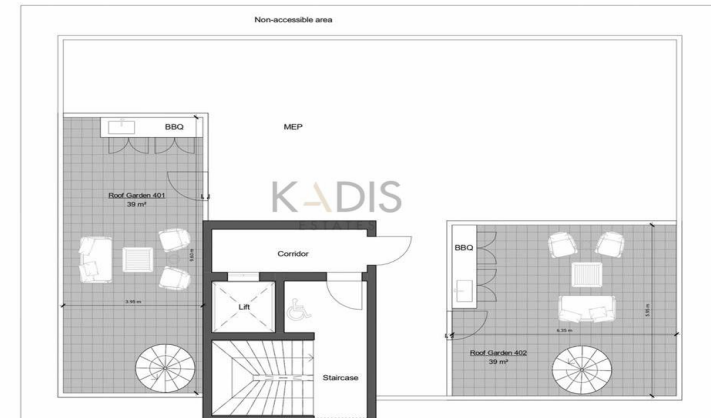 Non-accessible area
BBQ
MEP
Roof Garden 401
39 m²
KADIS
ESTATES
Corridor
BBQ
Lift
Roof Garden 402
39 m²
Staircase